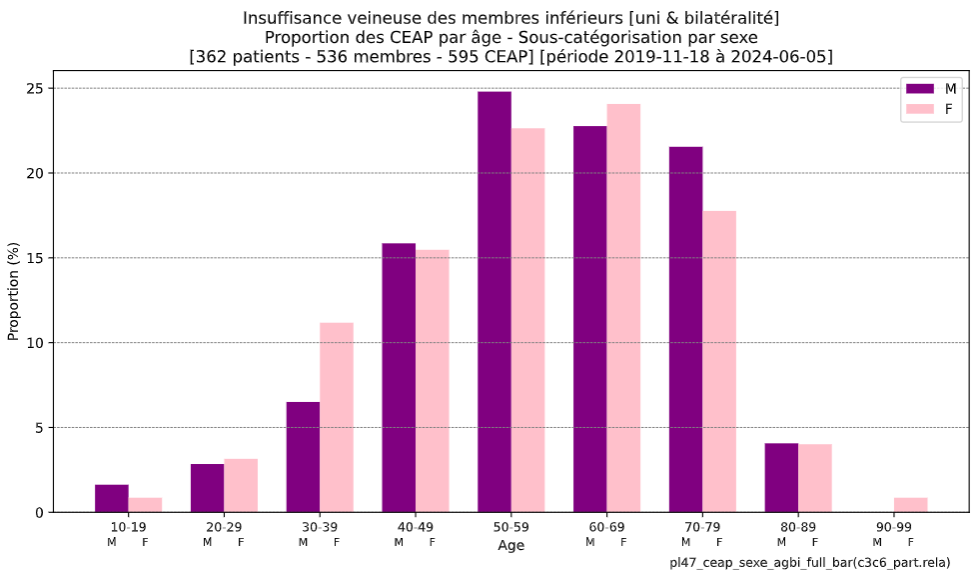 Insuffisance veineuse des membres inférieurs [uni & bilatéralité]
Proportion des CEAP par âge - Sous-catégorisation par sexe
[362 patients - 536 membres - 595 CEAP] [période 2019-11-18 à 2024-06-05]
M
F
Proportion (%)
25
20
15
10
5
0
10-19 20-29 30-39 40-49 50-59 60-69 70-79 80-89 90-99
M F M F M F M F M F M F M F M F M F
Age
pl47_ceap_sexe_agbi_full_bar(c3c6_part.rela)